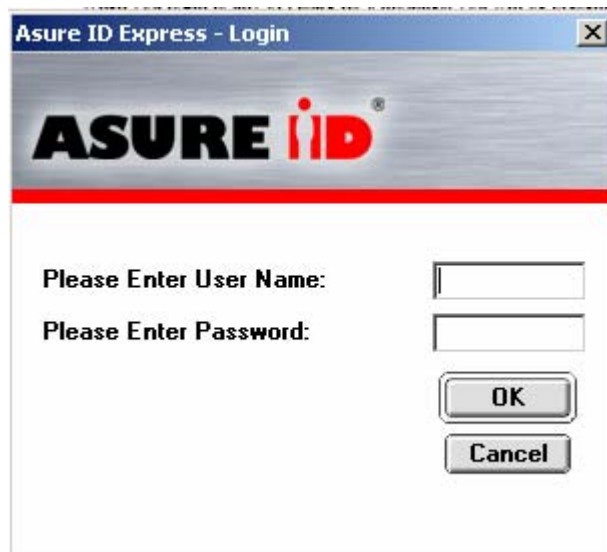 Asure ID Express - Login
ASURE iD®
Please Enter User Name:
Please Enter Password:
OK
Cancel